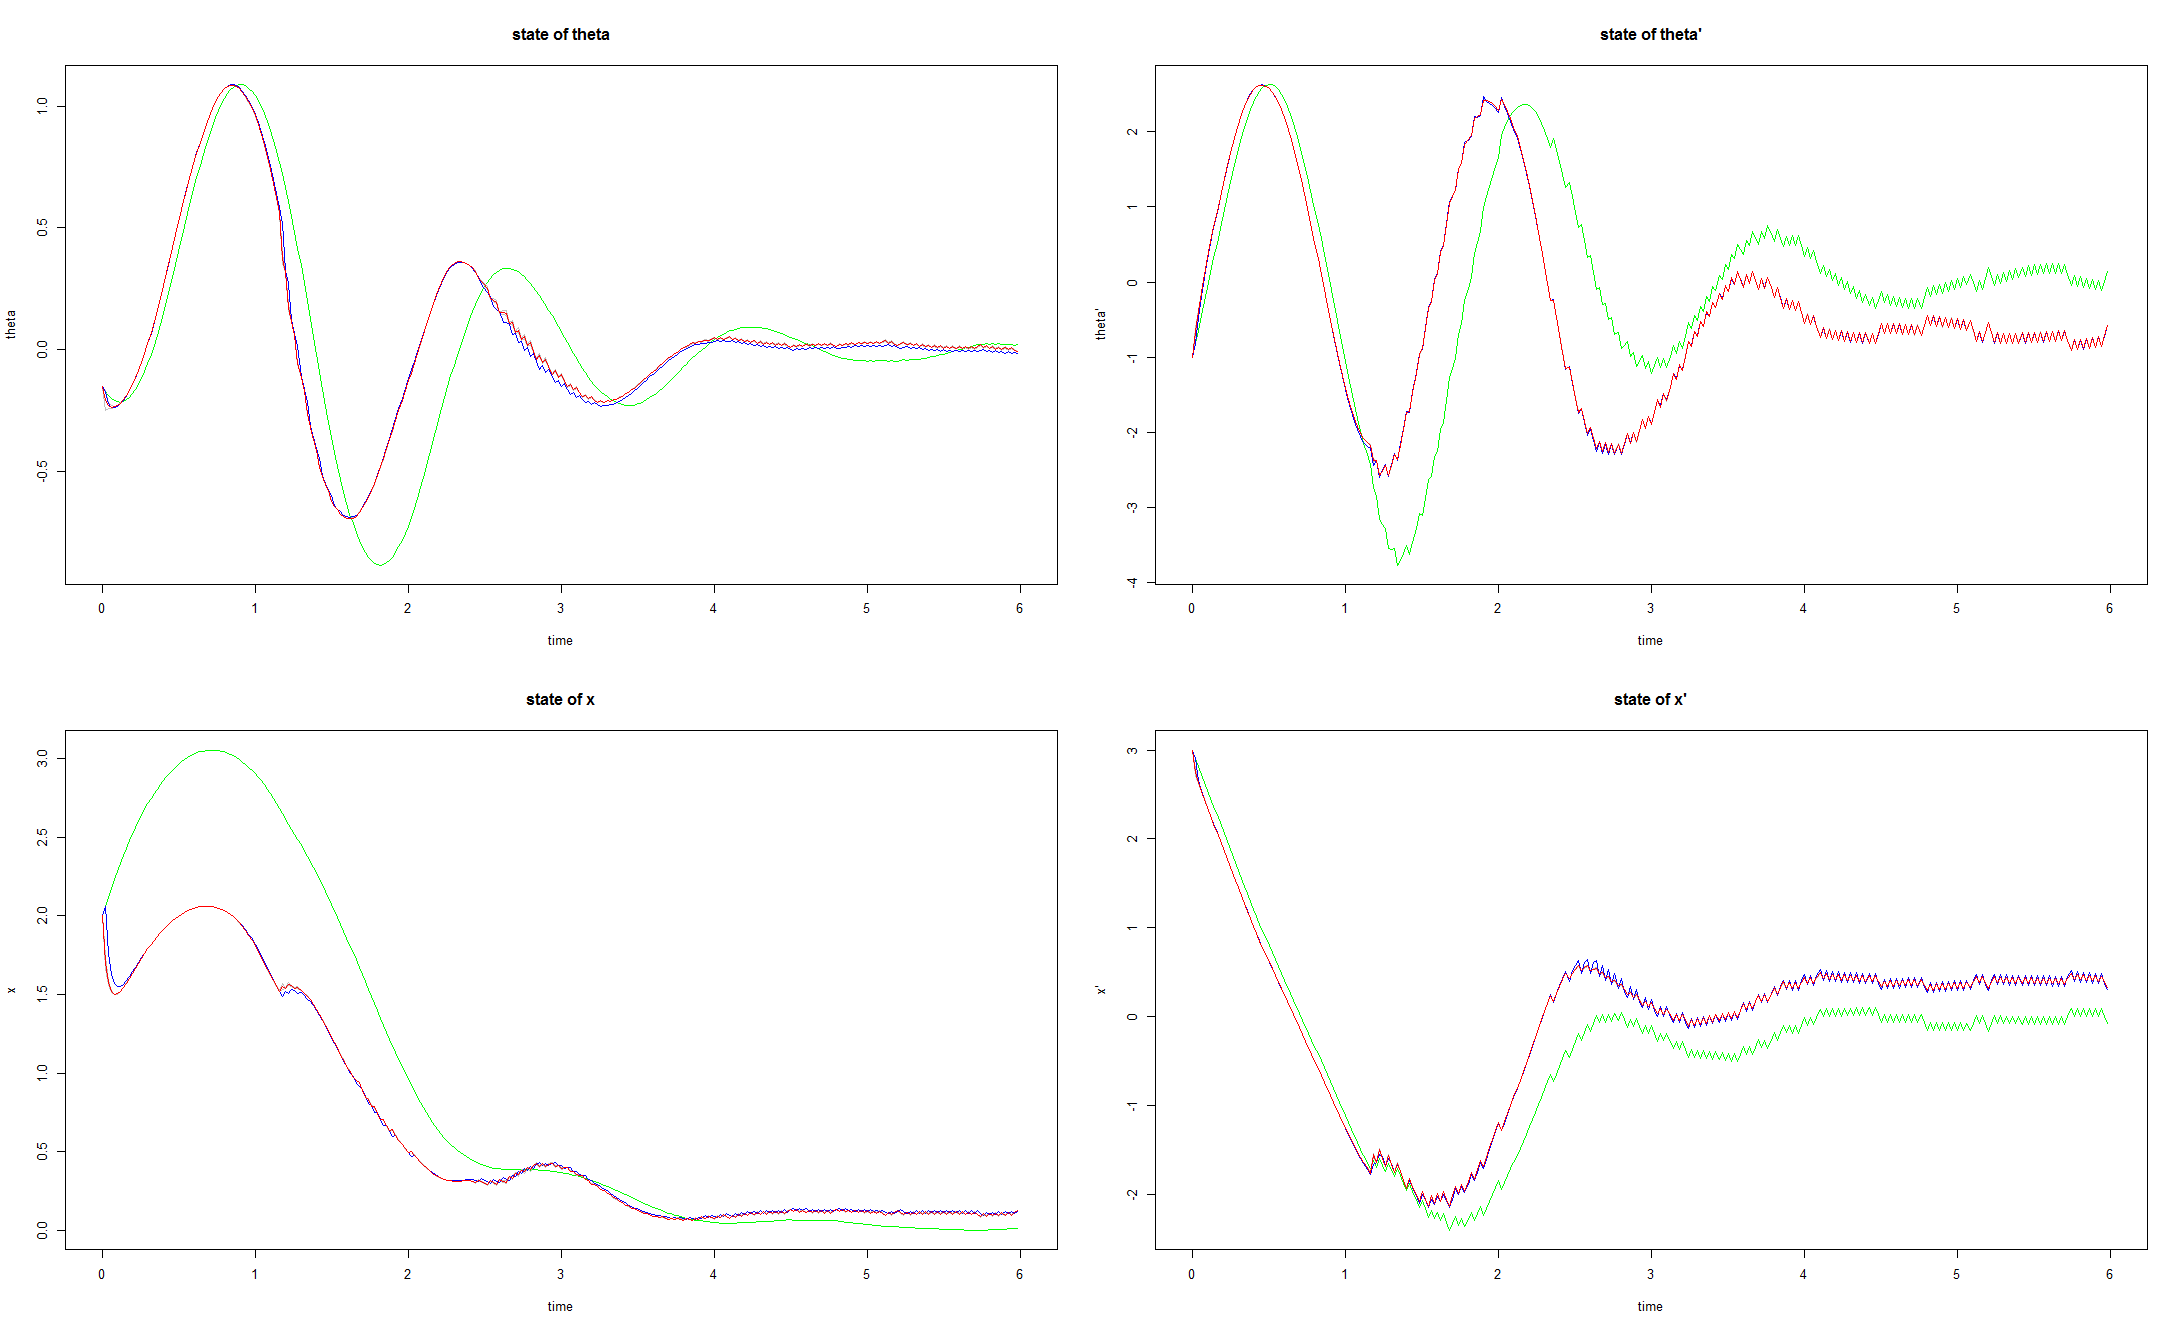 state of theta
theta
1.0
0.5
0.0
-0.5
0 1 2 3 4 5 6
time
state of theta'
theta'
2
1
0
-1
-2
-3
-4
0 1 2 3 4 5 6
time
state of x
x
3.0
2.5
2.0
1.5
1.0
0.5
0.0
0 1 2 3 4 5 6
time
state of x'
x'
3
2
1
0
-1
-2
0 1 2 3 4 5 6
time